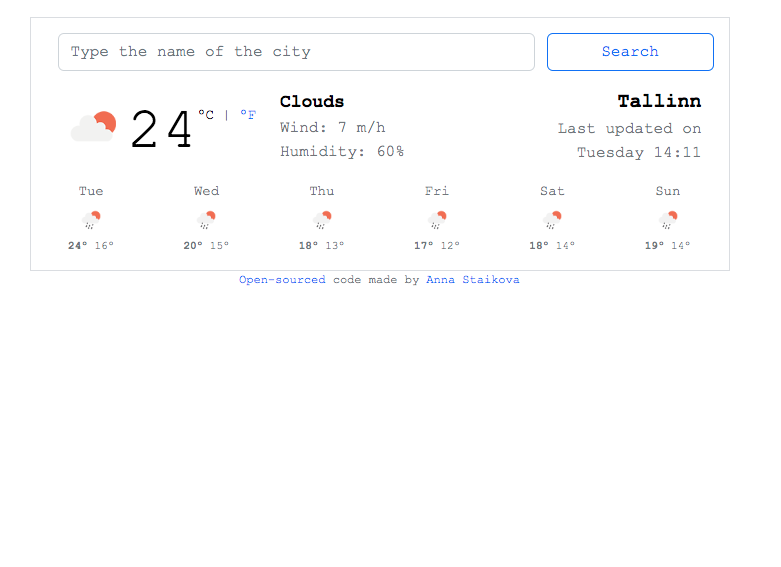 Type the name of the city
Search
24 °C | °F
Clouds
Wind: 7 m/h
Humidity: 60%
Tallinn
Last updated on
Tuesday 14:11
Tue Wed Thu Fri Sat Sun
24° 16° 20° 15° 18° 13° 17° 12° 18° 14° 19° 14°
Open-sourced code made by Anna Staikova